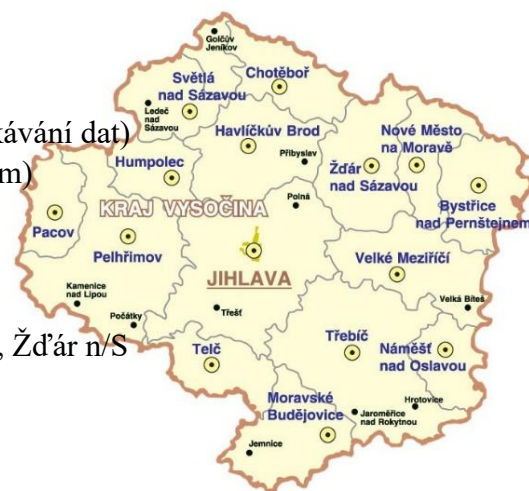 Golčův
Jeníkov
Světlá
nad Sázavou
Chotěboř
Ledeč
nad
Sázavou
kávání dat)
Havlíčkův Brod
Nové Město
na Moravě
Přibyslav
m)
Humpolec
Žďár
nad Sázavou
Bystřice
nad Pernštejnem
Polná
KRAJ VYSOČINA
Pacov
Pelhřimov
Velké Meziříčí
JIHLAVA
Kamenice
nad Lipou
Velká Bíteš
Třešť
Počátky
, Žďár n/S
Telč
Třebíč
Náměšť
nad Oslavou
Moravské
Budějovice
Hrotovice
Jaroměřice
nad Rokytnou
Jemnice